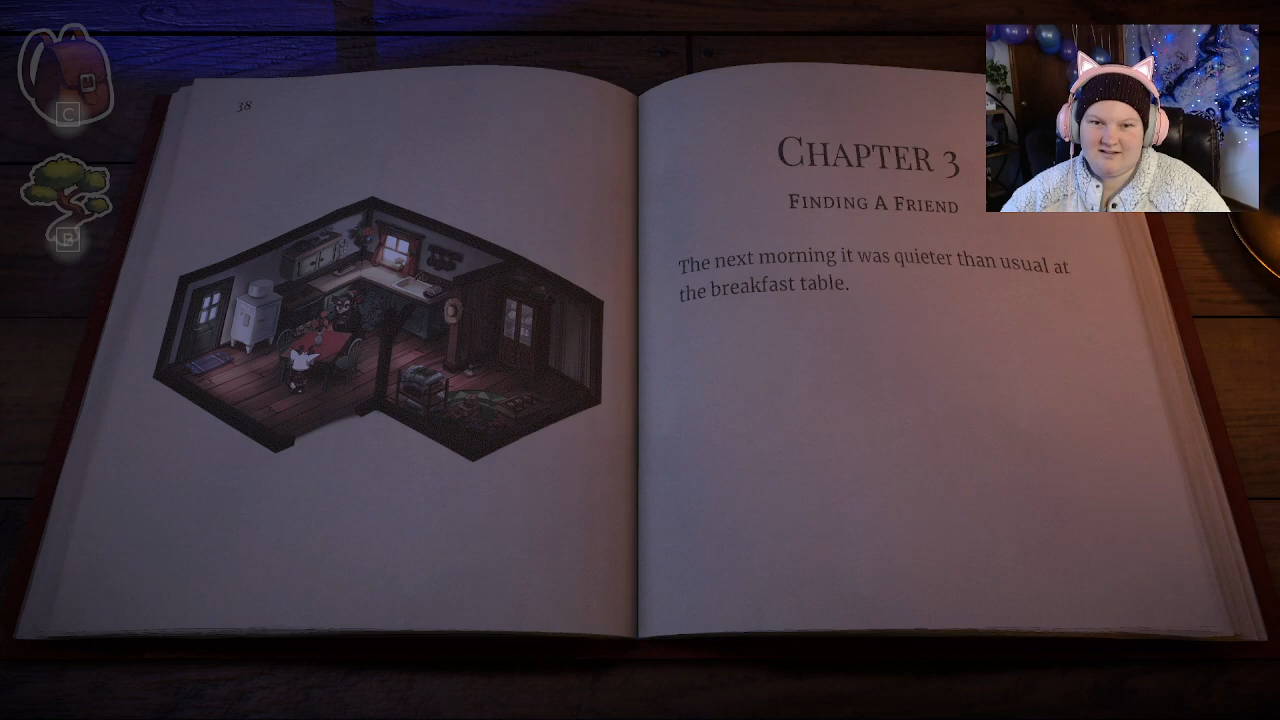 C
B
38
Chapter 3
Finding A Friend
The next morning it was quieter than usual at
the breakfast table.